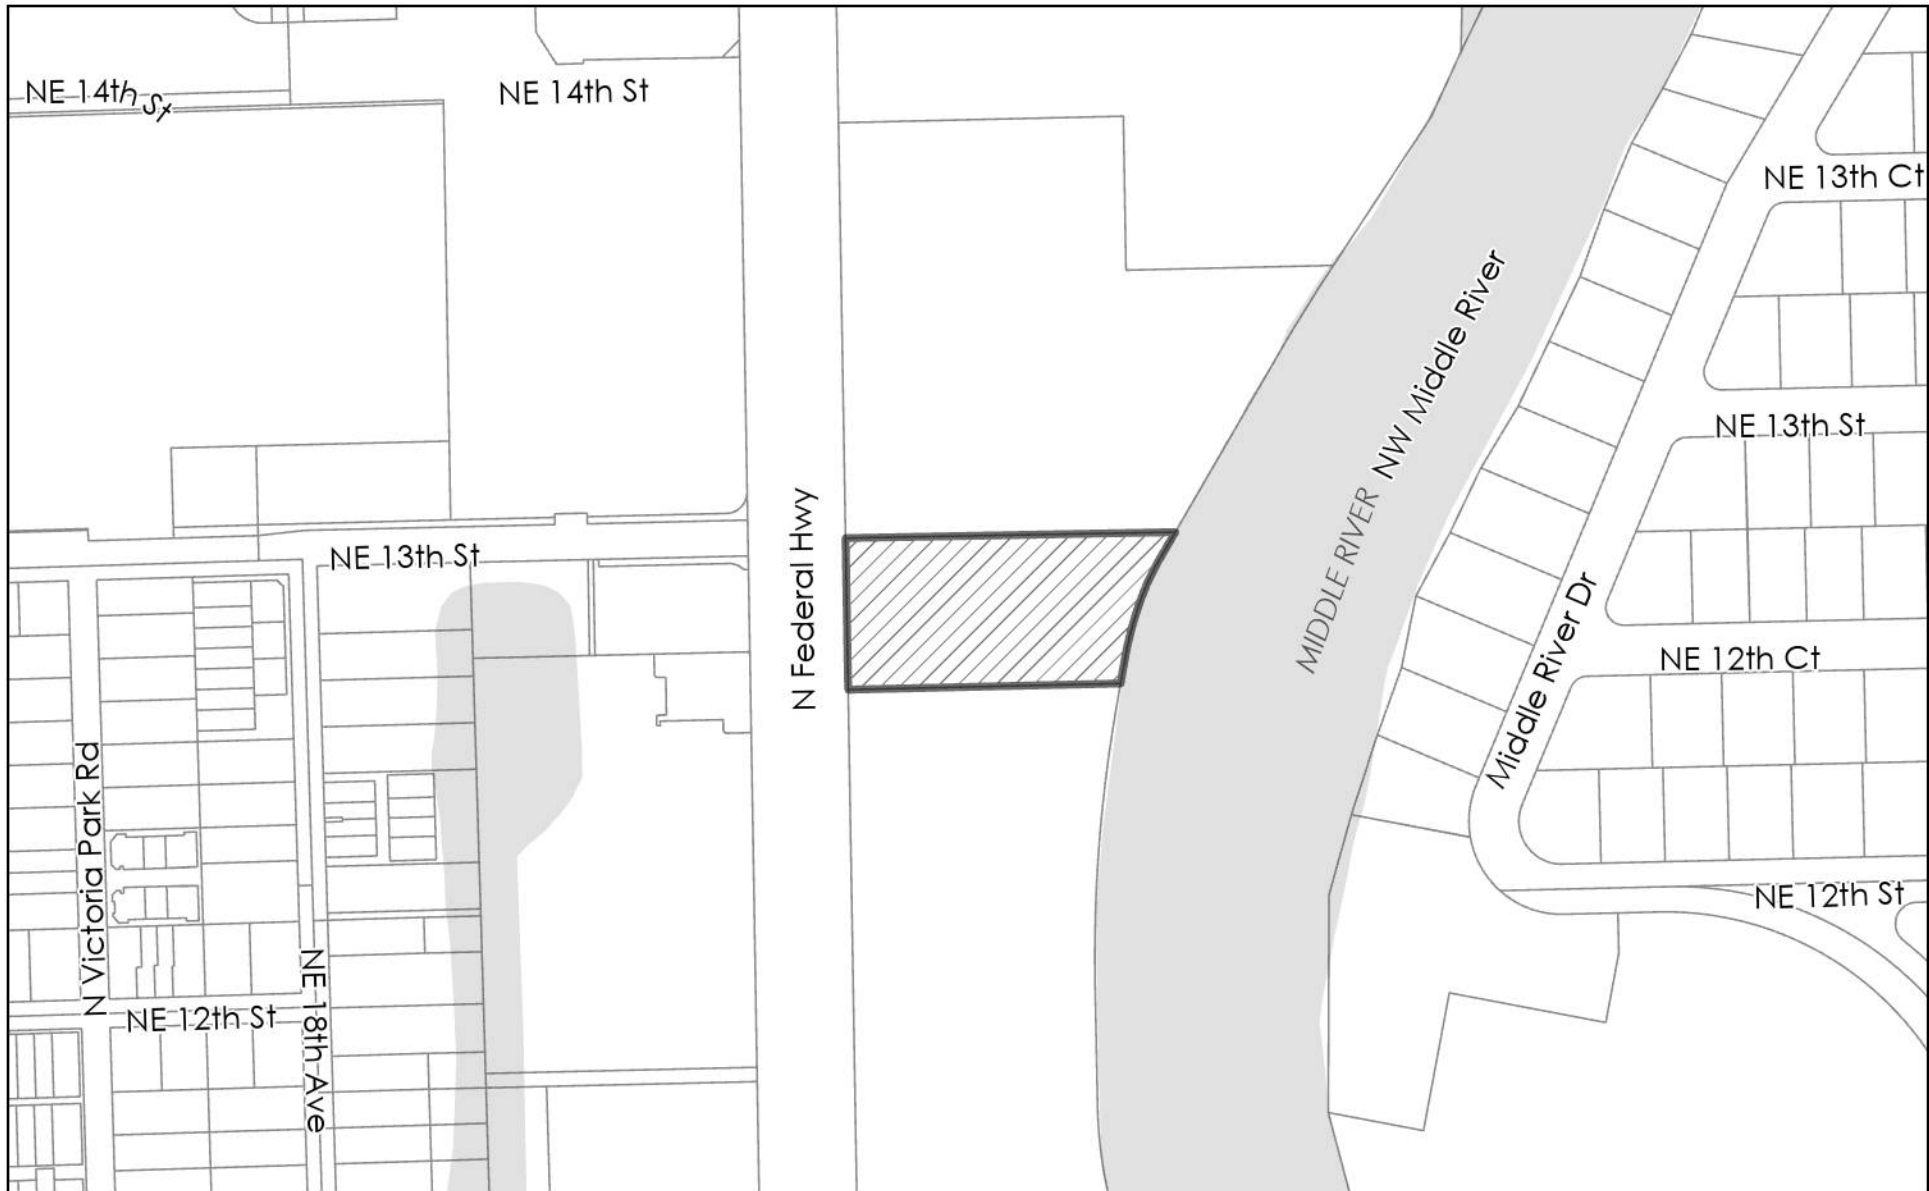 NE 14th St
NE 14th St
NE 13th Ct
NW Middle River
MIDDLE RIVER
NE 13th St
N Federal Hwy
NE 13th St
Middle River Dr
NE 12th Ct
N Victoria Park Rd
NE 12th St
NE 18th Ave
NE 12th St